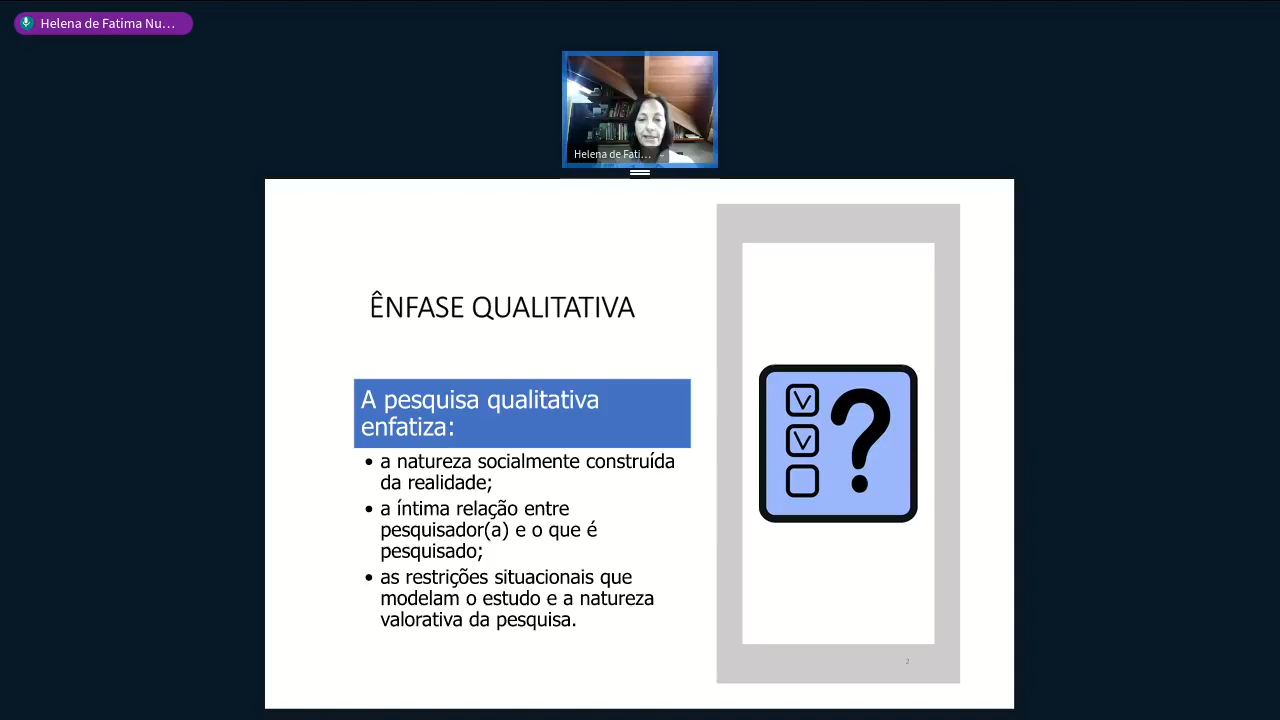 Helena de Fatima Nu...
Helena de Fati...
ÊNFASE QUALITATIVA
A pesquisa qualitativa
enfatiza:
• a natureza socialmente construída
da realidade;
• a íntima relação entre
pesquisador(a) e o que é
pesquisado;
• as restrições situacionais que
modelam o estudo e a natureza
valorativa da pesquisa.
?
2